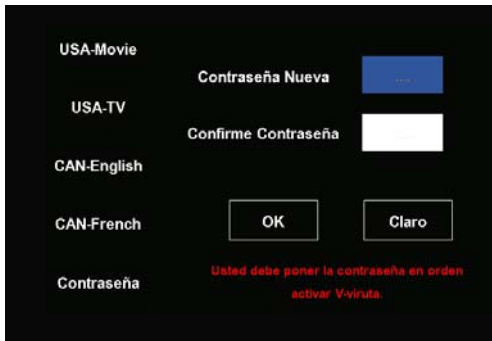 USA-Movie
USA-TV
CAN-English
CAN-French
Contraseña
Contraseña Nueva
....
Confirme Contraseña
OK
Claro
Usted debe poner la contraseña en orden
activar V-viruta.